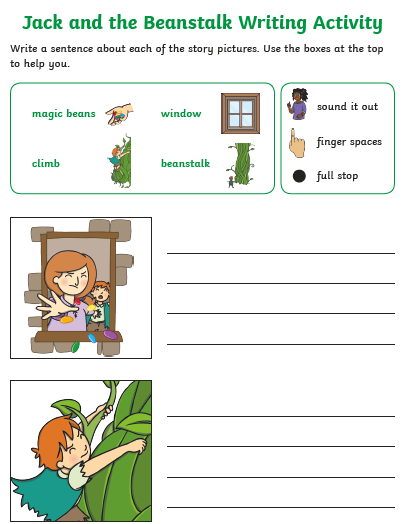 Jack and the Beanstalk Writing Activity
Write a sentence about each of the story pictures. Use the boxes at the top
to help you.
magic beans
window
climb
beanstalk
sound it out
finger spaces
full stop